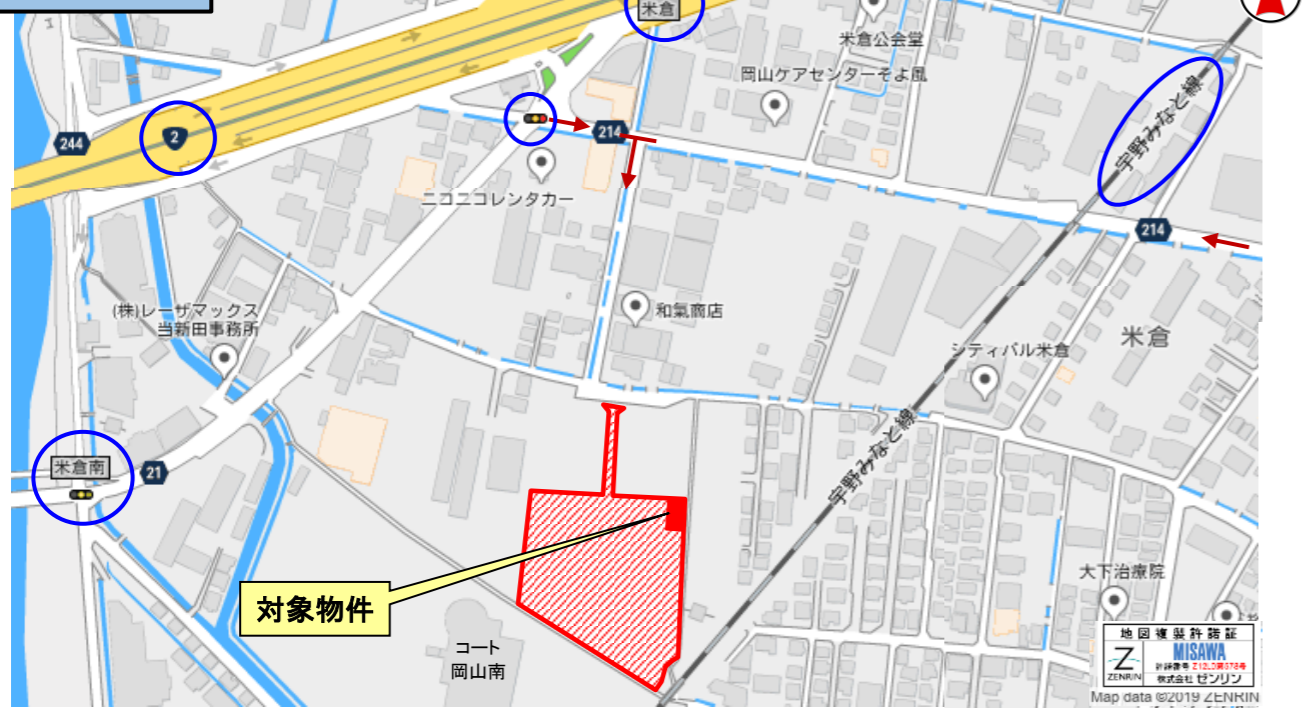 米倉
米倉公会堂
岡山ケアセンターそよ風
宇野みなと線
244
2
214
ニコニコレンタカー
214
(株)レーザマックス
当新田事務所
和氣商店
米倉
シティパル米倉
宇野みなと線
米倉南
21
対象物件
大下治療院
コート
岡山南
地図複製許諾証
Z
ZENRIN
MISAWA
株式会社ゼンリン
Map data ©2019 ZENRIN